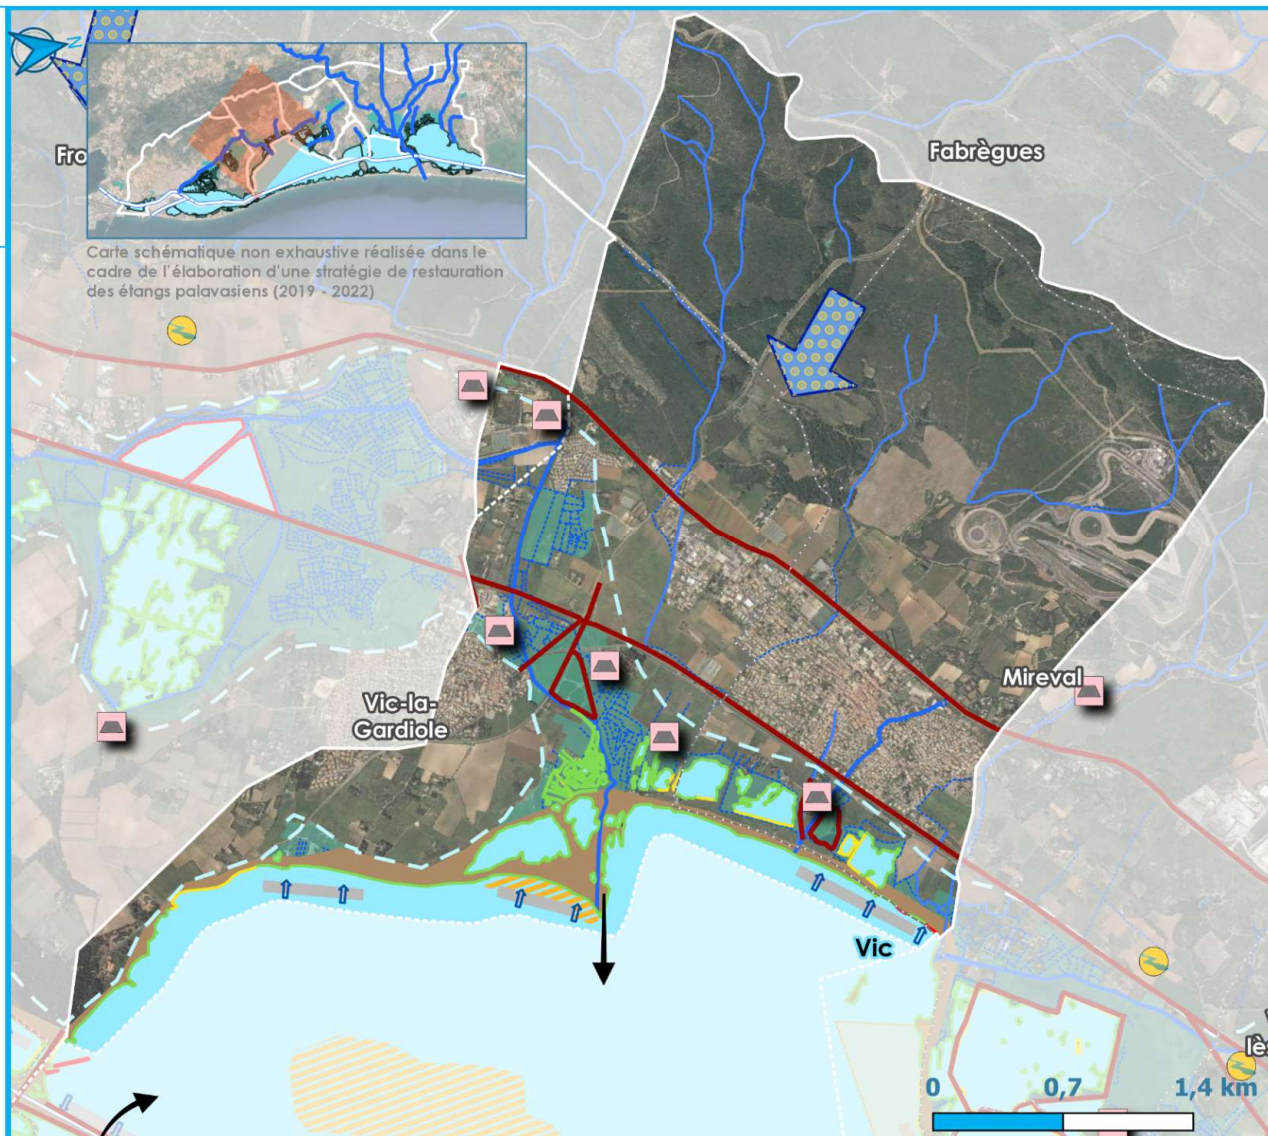 N
Fro
Fabrègues
Carte schématique non exhaustive réalisée dans le
cadre de l'élaboration d'une stratégie de restauration
des étangs palavasiens (2019 - 2022)
Mireval
Vic-la-
Gardiole
Vic
lès
0 0,7 1,4 km